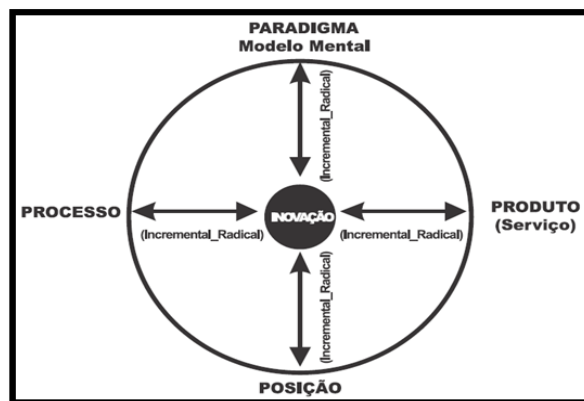 PARADIGMA
Modelo Mental
(Incremental_Radical)
PROCESSO
INOVAÇÃO
PRODUTO
(Serviço)
(Incremental_Radical)
(Incremental_Radical)
(Incremental_Radical)
POSIÇÃO